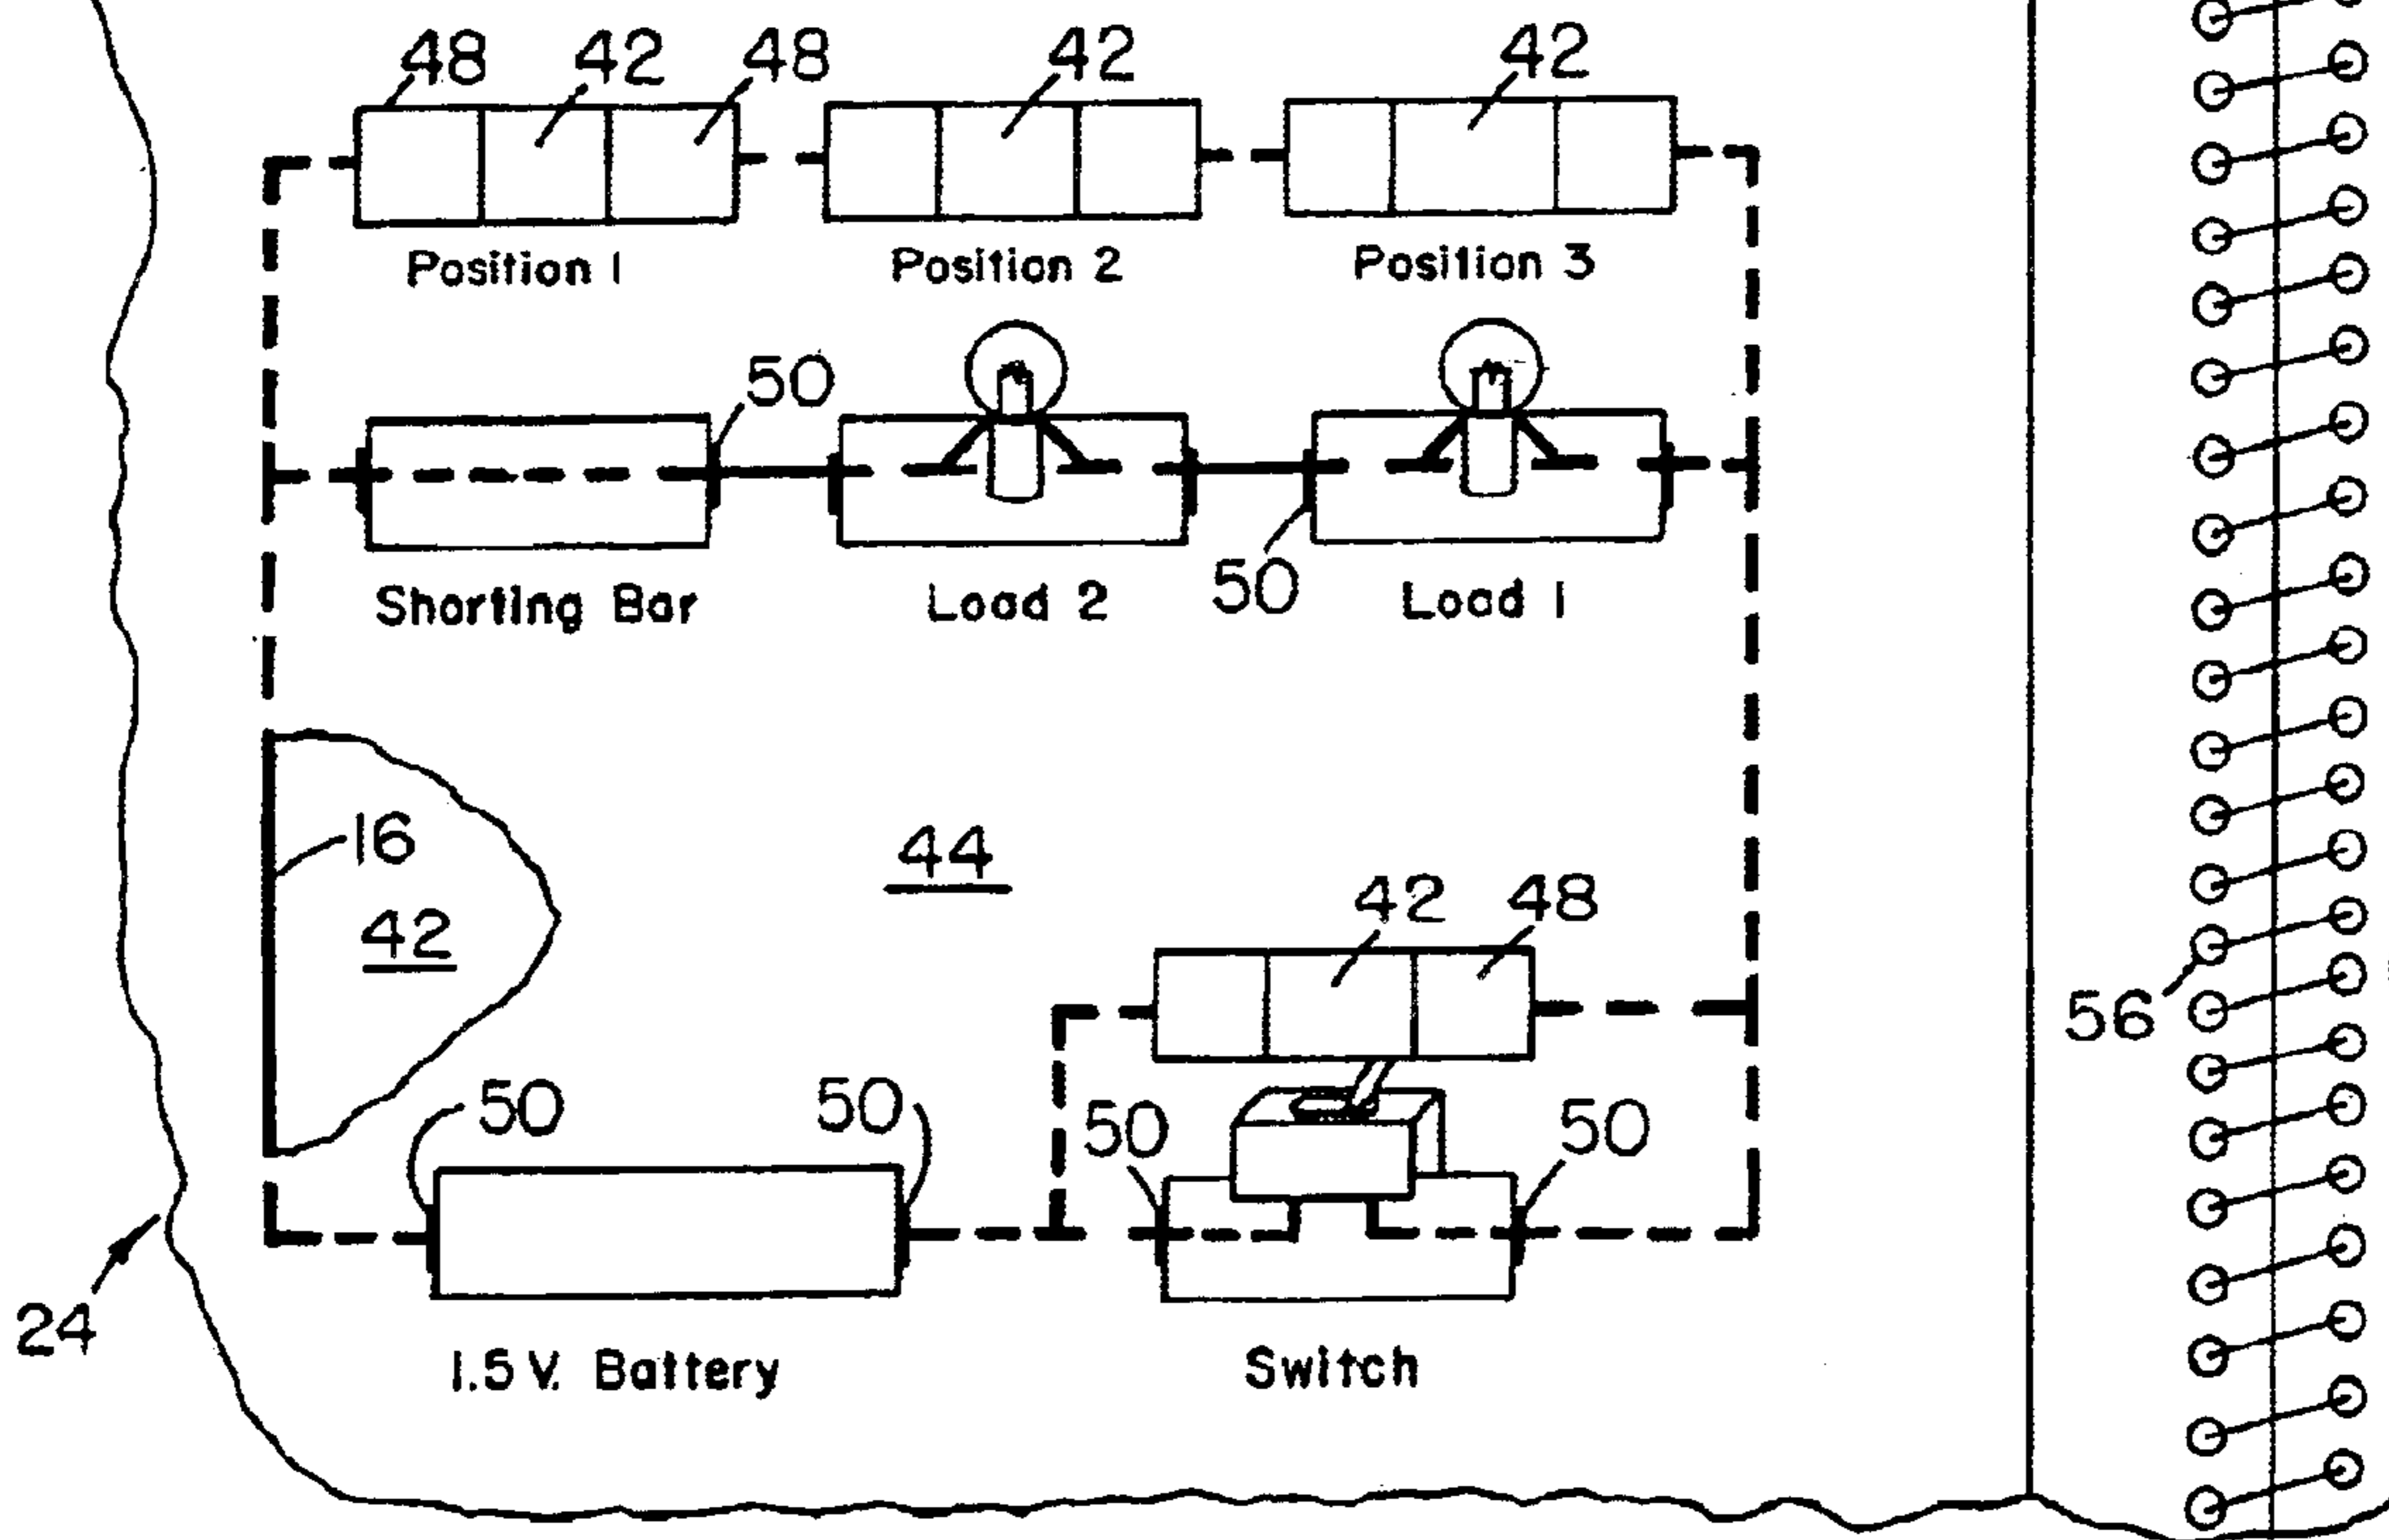 48 42 48 42 42
Position 1 Position 2 Position 3
50
50
Shorting Bar Load 2 Load 1
16
44
42 48
42
56
50 50 50 50
24
1.5 V. Battery Switch